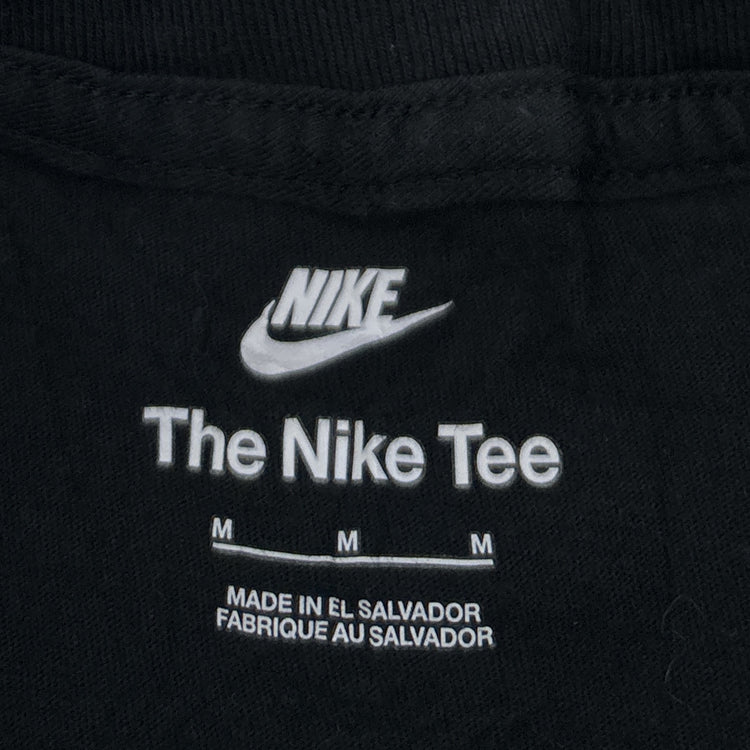 NIKE
The Nike Tee
M M M
MADE IN EL SALVADOR
FABRIQUE AU SALVADOR